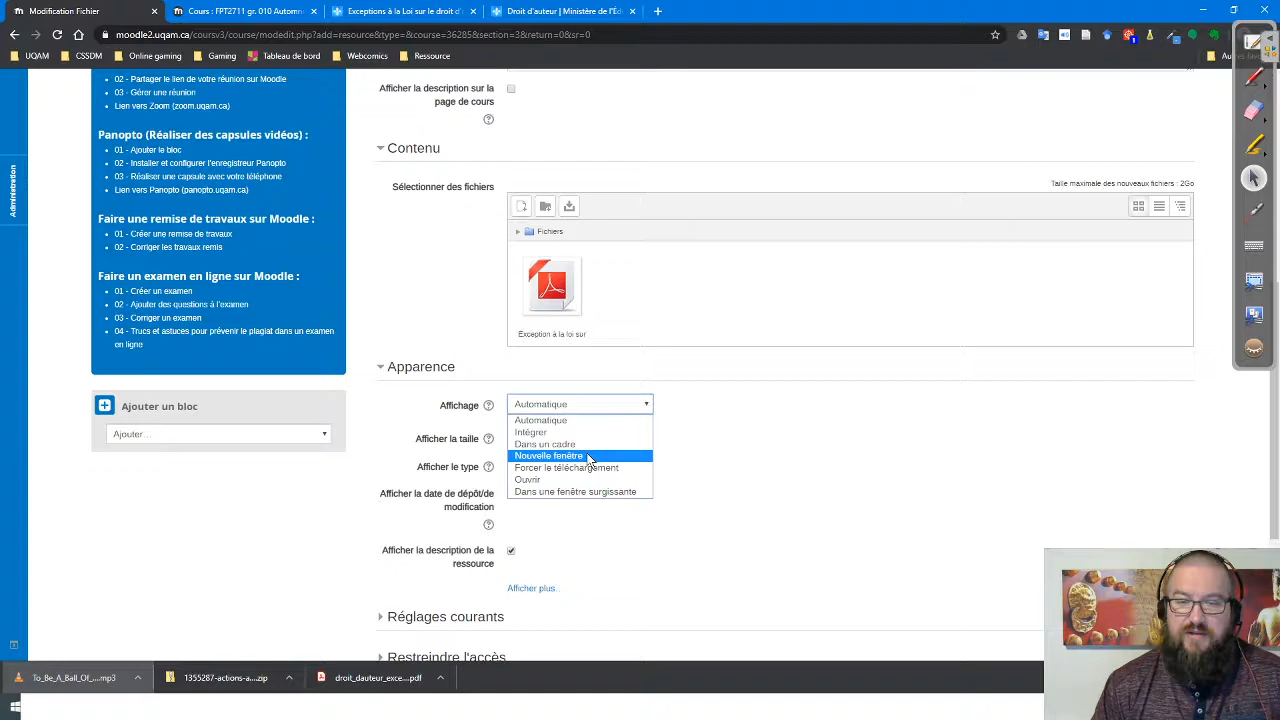 Modification Fichier
Cours : FPT2711 gr. 010 Automn
Exceptions à la Loi sur le droit d'
Droit d'auteur | Ministère de l'Éd
moodle2.uqam.ca/coursv3/course/modedit.php?add=resource&type=&course=36285&section=3&return=0&sr=0
UQAM
CSSDM
Online gaming
Gaming
Tableau de bord
Webcomics
Ressource
Autres favo
Administration
02 - Partager le lien de votre réunion sur Moodle
03 - Gérer une réunion
Lien vers Zoom (zoom.uqam.ca)
Panopto (Réaliser des capsules vidéos) :
01 - Ajouter le bloc
02 - Installer et configurer l'enregistreur Panopto
03 - Réaliser une capsule avec votre téléphone
Lien vers Panopto (panopto.uqam.ca)
Faire une remise de travaux sur Moodle :
01 - Créer une remise de travaux
02 - Corriger les travaux remis
Faire un examen en ligne sur Moodle :
01 - Créer un examen
02 - Ajouter des questions à l'examen
03 - Corriger un examen
04 - Trucs et astuces pour prévenir le plagiat dans un examen
en ligne
Ajouter un bloc
Ajouter...
Afficher la description sur la
page de cours
Contenu
Sélectionner des fichiers
Taille maximale des nouveaux fichiers : 2Go
Fichiers
Exception à la loi sur
Apparence
Affichage
Automatique
Automatique
Intégrer
Dans un cadre
Nouvelle fenêtre
Forcer le téléchargement
Ouvrir
Dans une fenêtre surgissante
Afficher la taille
Afficher le type
Afficher la date de dépôt/de
modification
Afficher la description de la
ressource
Afficher plus...
Réglages courants
Restreindre l'accès
To_Be_A_Ball_Of_....mp3
1355287-actions-a....zip
droit_dauteur_exce....pdf